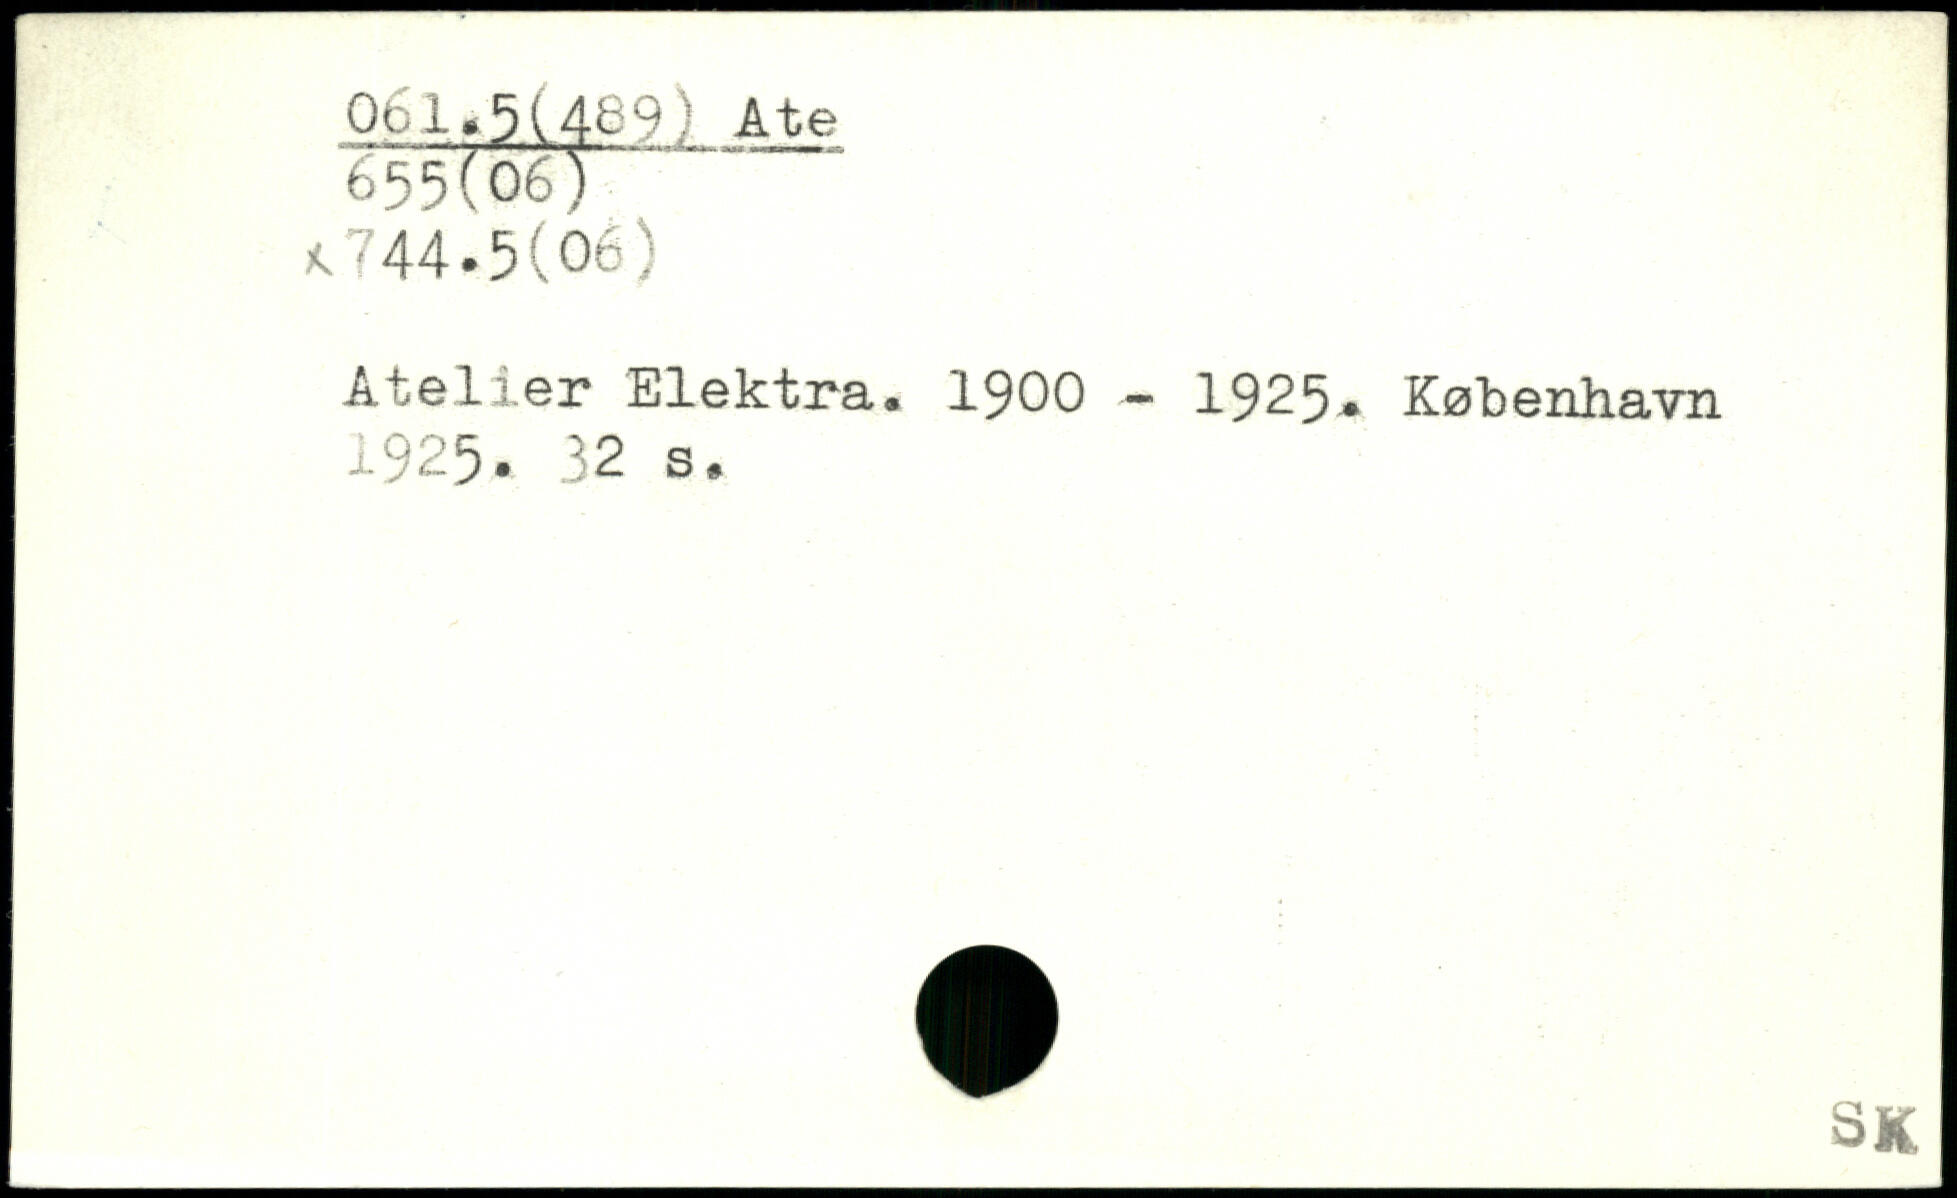 061.5(489) Ate
655(06)
x744.5(06)
Atelier Elektra. 1900 - 1925. København
1925. 32 s.
SK